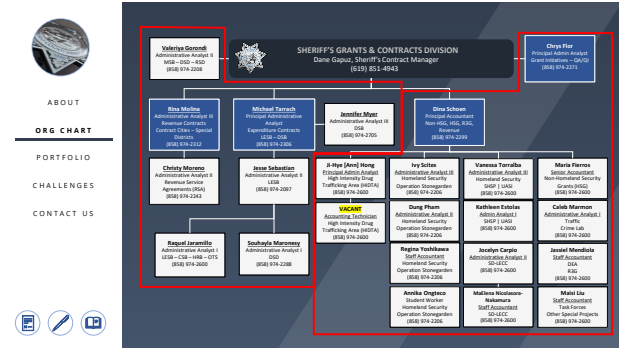 ABOUT
ORG CHART
PORTFOLIO
CHALLENGES
CONTACT US
SHERIFF'S GRANTS & CONTRACTS DIVISION
Dane Gapuz, Sheriff's Contract Manager
(619) 851-4943
Valeriya Gorondi
Administrative Analyst II
MSB – DSD – RSD
(858) 974-2208
Chrys Flor
Principal Admin Analyst
Grant Initiatives – QA/QI
(858) 974-2271
Rina Molina
Administrative Analyst III
Revenue Contracts
Contract Cities – Special
Districts
(858) 974-2312
Michael Tarrach
Principal Administrative
Analyst
Expenditure Contracts
LESB – DSB
(858) 974-2306
Jennifer Myer
Administrative Analyst III
DSB
(858) 974-2705
Dina Schoen
Principal Accountant
Non-HSG, HSG, R3G,
Revenue
(858) 974-2299
Christy Moreno
Administrative Analyst II
Revenue Service
Agreements (RSA)
(858) 974-2243
Jesse Sebastian
Administrative Analyst II
LESB
(858) 974-2097
Raquel Jaramillo
Administrative Analyst I
LESB – CSB – HRB – OTS
(858) 974-2600
Souhayla Maronesy
Administrative Analyst I
DSD
(858) 974-2288
Ji-Hye [Ann] Hong
Principal Admin Analyst
High Intensity Drug
Trafficking Area (HIDTA)
(858) 974-2600
VACANT
Accounting Technician
High Intensity Drug
Trafficking Area (HIDTA)
(858) 974-2600
Ivy Scites
Administrative Analyst III
Homeland Security
Operation Stonegarden
(858) 974-2206
Dung Pham
Administrative Analyst II
Homeland Security
Operation Stonegarden
(858) 974-2206
Regina Yoshikawa
Staff Accountant
Homeland Security
Operation Stonegarden
(858) 974-2206
Annika Ongteco
Student Worker
Homeland Security
Operation Stonegarden
(858) 974-2206
Vanessa Torralba
Administrative Analyst III
Homeland Security
SHSP | UASI
(858) 974-2600
Kathleen Estolas
Admin Analyst I
SHSP | UASI
(858) 974-2600
Jocelyn Carpio
Administrative Analyst II
SD-LECC
(858) 974-2600
Nakamura
Staff Accountant
SD-LECC
(858) 974-2600
Maria Fierros
Senior Accountant
Non-Homeland Security
Grants (HSG)
(858) 974-2600
Caleb Marmon
Administrative Analyst I
Traffic
Crime Lab
(858) 974-2600
Jassiel Mendiola
Staff Accountant
DEA
R3G
(858) 974-2600
Maisi Liu
Staff Accountant
Task Forces
Other Special Projects
(858) 974-2600